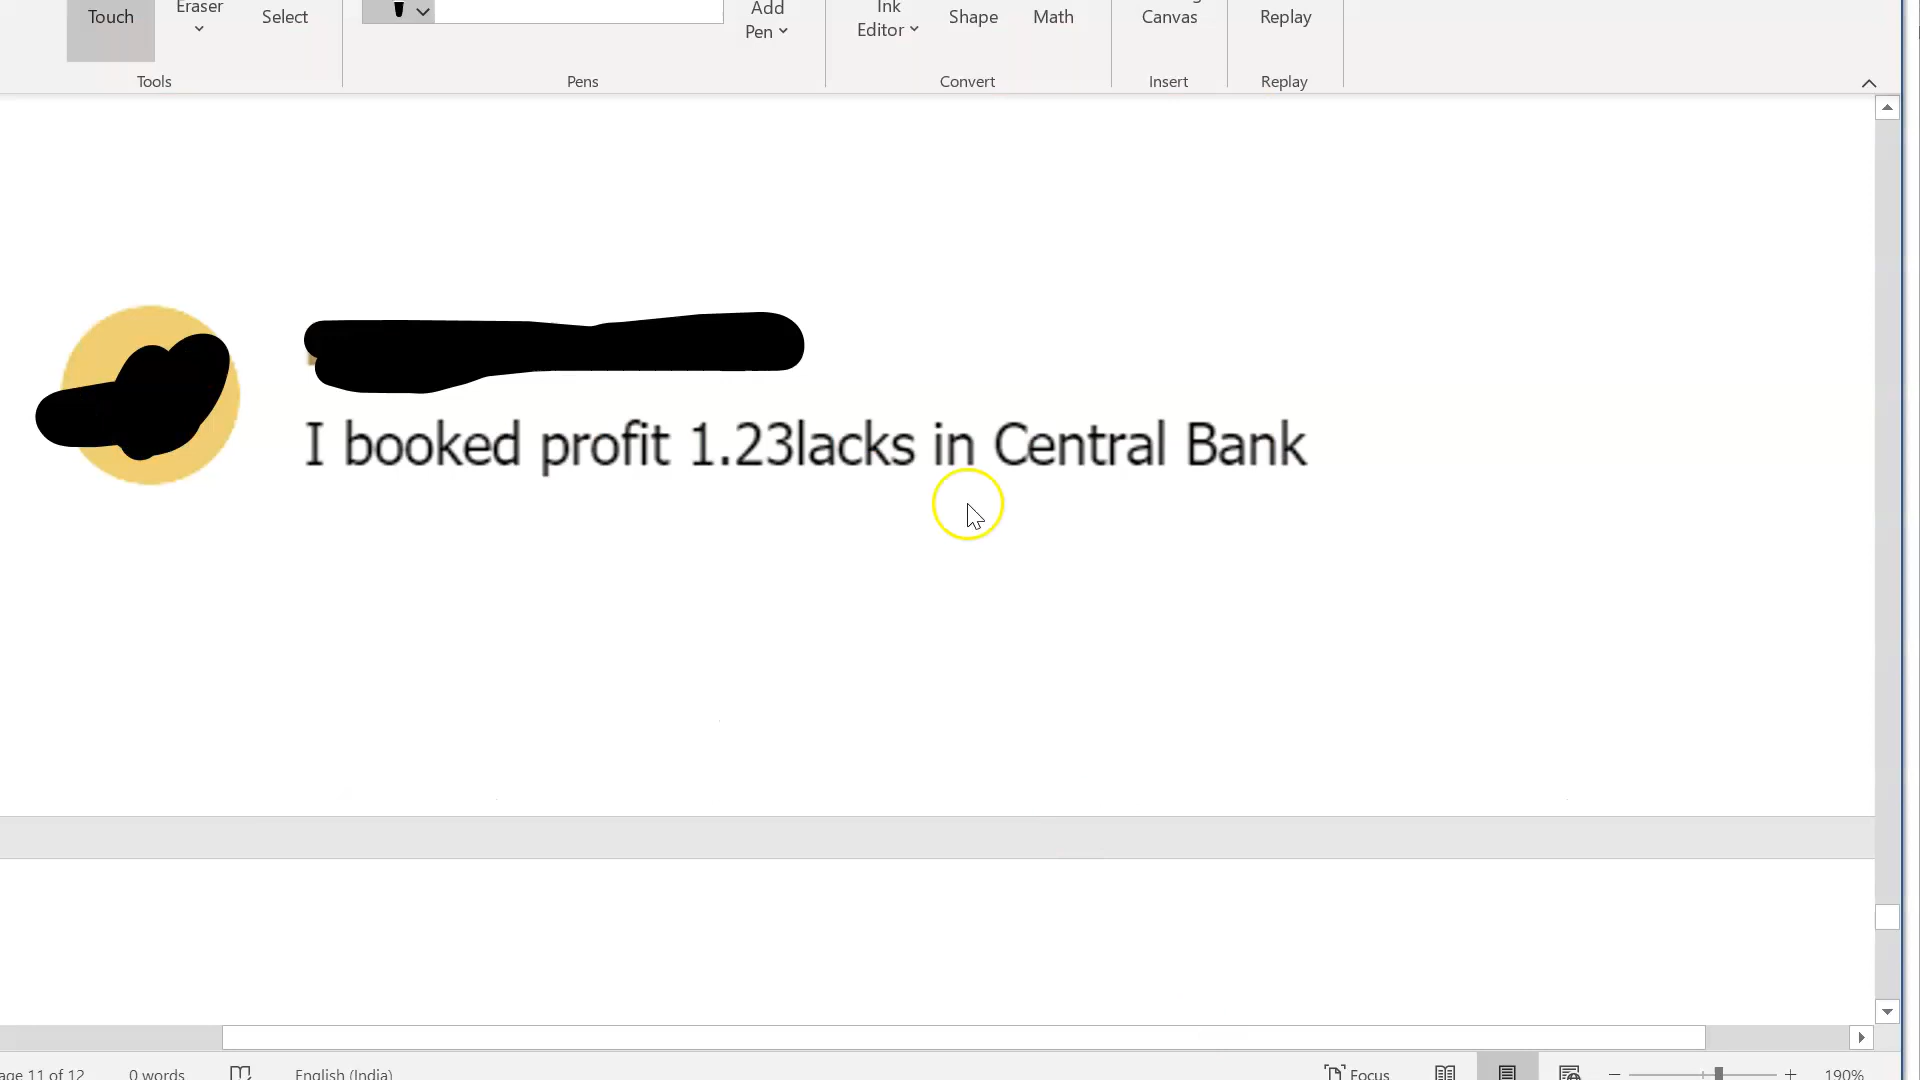 Touch
Eraser
Select
Add
Pen
Ink
Editor
Shape
Math
Canvas
Replay
Tools
Pens
Convert
Insert
Replay
I booked profit 1.23lacks in Central Bank
age 11 of 12
0 words
English (India)
Focus
190%